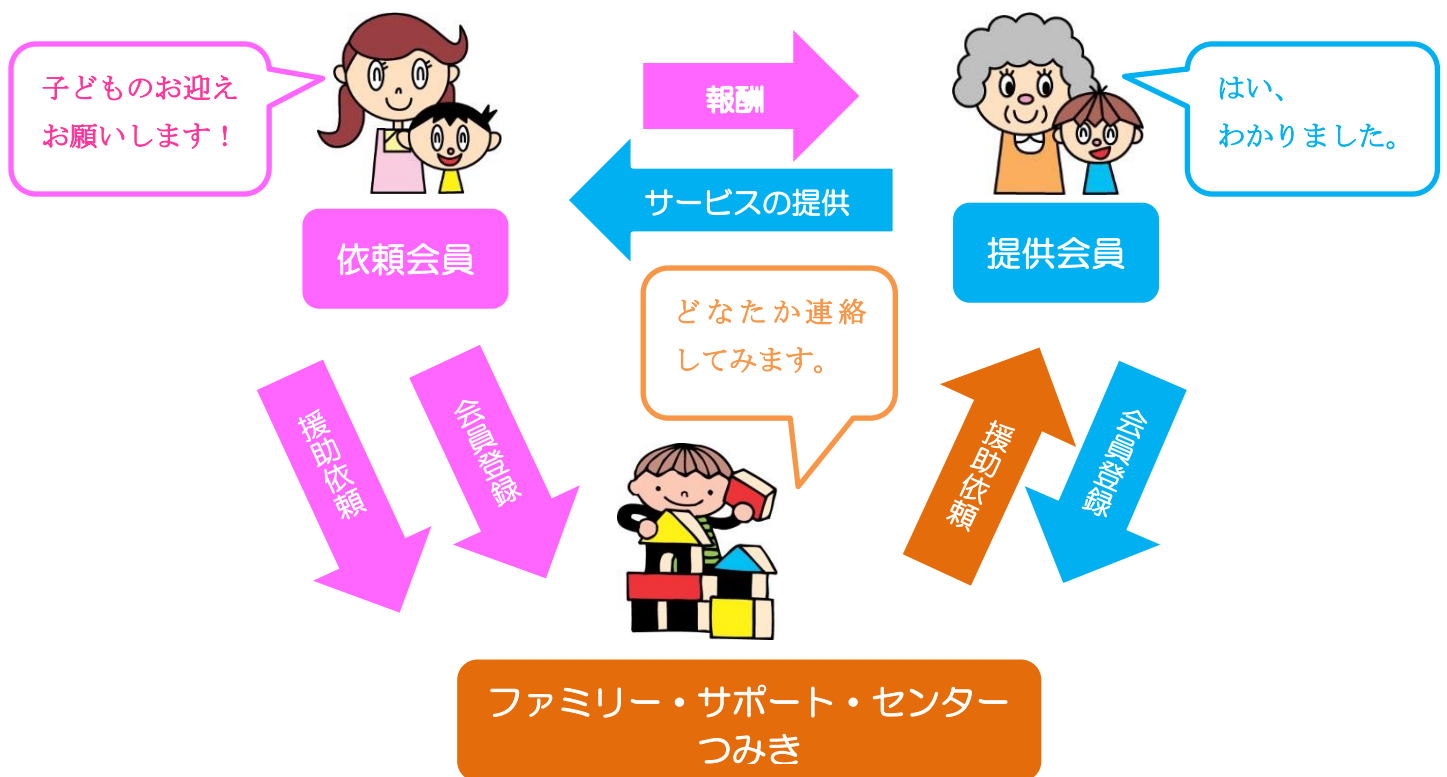 子どものお迎え
お願いします！
報酬
はい、
わかりました。
サービスの提供
依頼会員
提供会員
どなたか連絡
してみます。
援助依頼
会員登録
援助依頼
会員登録
ファミリー・サポート・センター
つみき